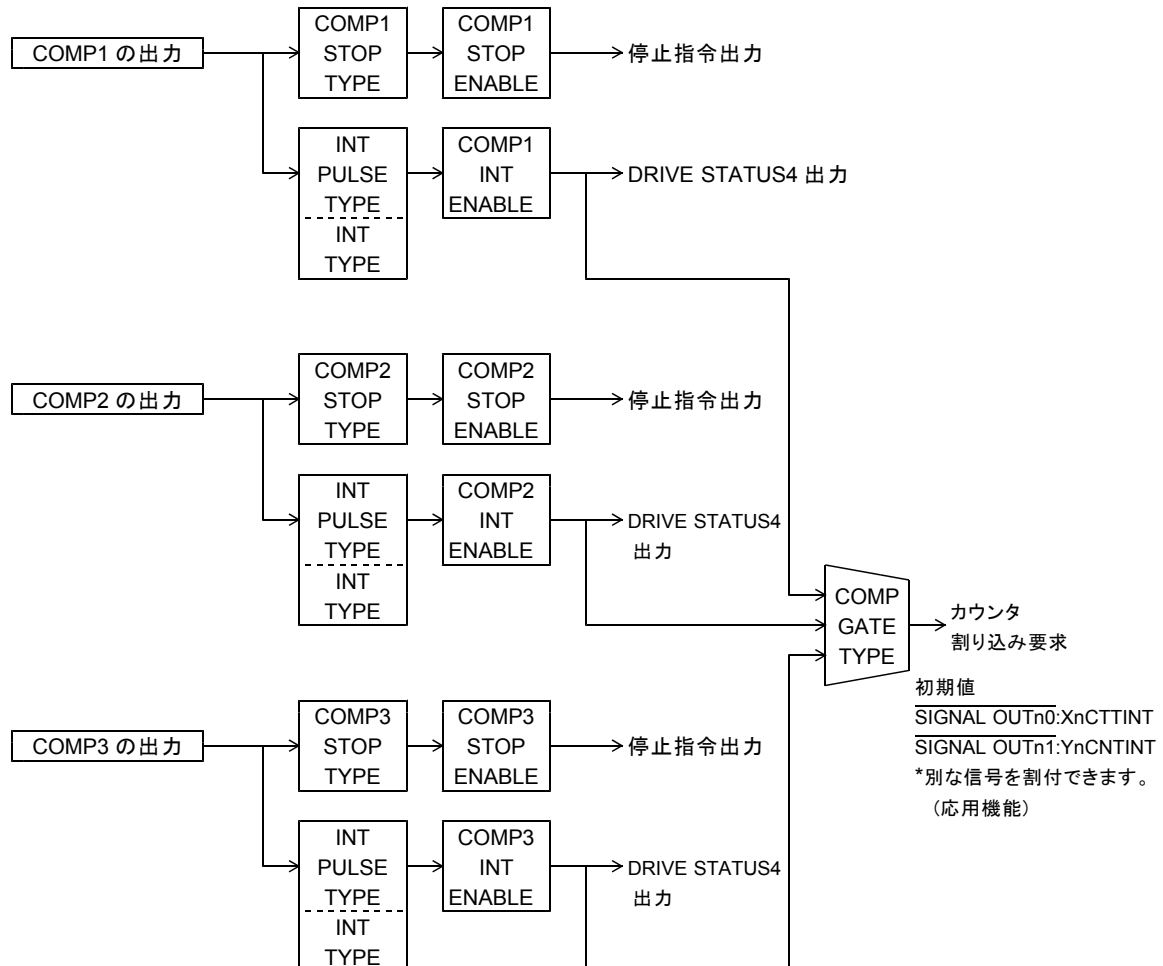 COMP1 の出力
COMP1
STOP
TYPE
COMP1
STOP
ENABLE
停止指令出力
INT
PULSE
TYPE
INT
TYPE
COMP1
INT
ENABLE
DRIVE STATUS4 出力
COMP2 の出力
COMP2
STOP
TYPE
COMP2
STOP
ENABLE
停止指令出力
INT
PULSE
TYPE
INT
TYPE
COMP2
INT
ENABLE
DRIVE STATUS4
出力
COMP
GATE
TYPE
カウンタ
割り込み要求
初期値
SIGNAL OUTn0:XnCTTINT
SIGNAL OUTn1:YnCNTINT
*別な信号を割付できます。
（応用機能）
COMP3 の出力
COMP3
STOP
TYPE
COMP3
STOP
ENABLE
停止指令出力
INT
PULSE
TYPE
INT
TYPE
COMP3
INT
ENABLE
DRIVE STATUS4
出力